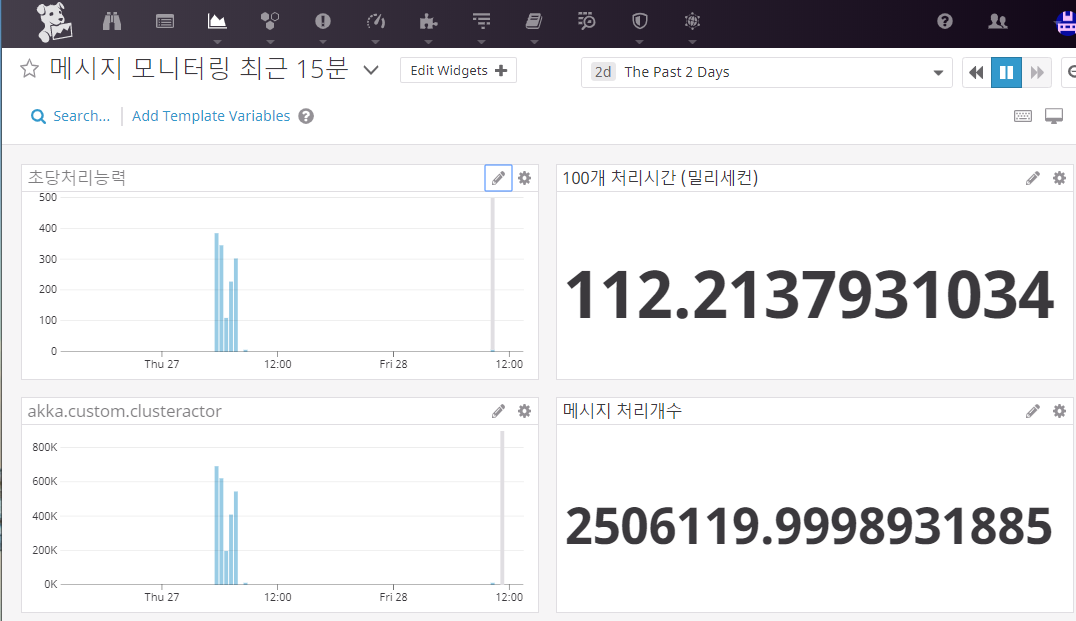 메시지 모니터링 최근 15분
Edit Widgets
2d The Past 2 Days
Search...
Add Template Variables
초당처리능력
500
400
300
200
100
0
Thu 27 12:00 Fri 28 12:00
100개 처리시간 (밀리세컨)
112.2137931034
akka.custom.clusteractor
800K
600K
400K
200K
0K
Thu 27 12:00 Fri 28 12:00
메시지 처리개수
2506119.9998931885